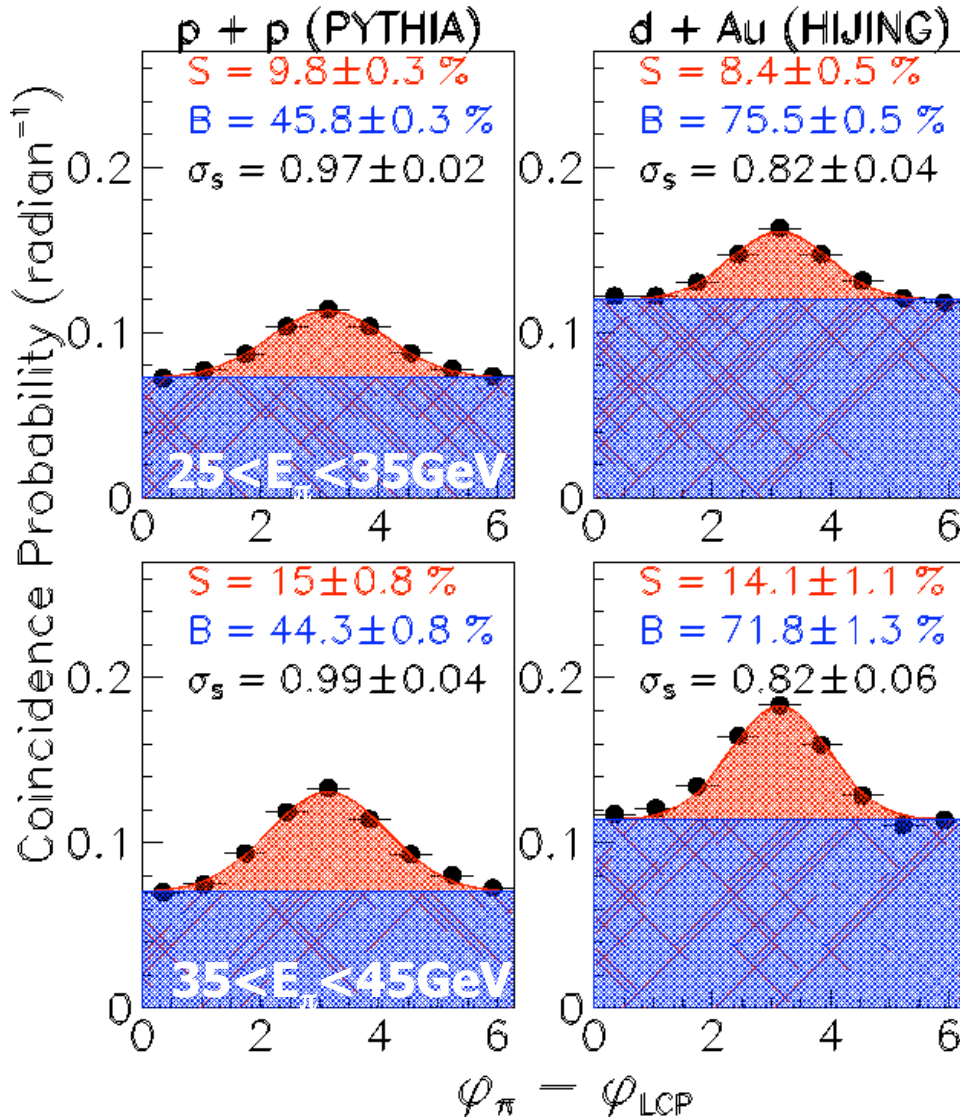 p + p (PYTHIA)
d + Au (HIJING)
Coincidence Probability (radian⁻¹)
S = 9.8±0.3 %
B = 45.8±0.3 %
σs = 0.97±0.02
0.2
0.1
0
25<Eπ<35GeV
0 2 4 6
S = 8.4±0.5 %
B = 75.5±0.5 %
σs = 0.82±0.04
0.2
0.1
0
0 2 4 6
S = 15±0.8 %
B = 44.3±0.8 %
σs = 0.99±0.04
0.2
0.1
0
35<Eπ<45GeV
0 2 4 6
S = 14.1±1.1 %
B = 71.8±1.3 %
σs = 0.82±0.06
0.2
0.1
0
0 2 4 6
φπ − φLCP